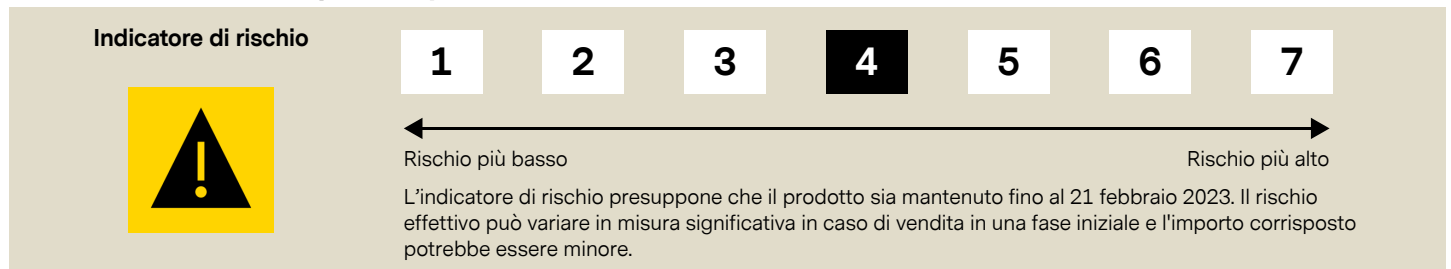 Indicatore di rischio
1 2 3 4 5 6 7
Rischio più basso
Rischio più alto
L'indicatore di rischio presuppone che il prodotto sia mantenuto fino al 21 febbraio 2023. Il rischio
effettivo può variare in misura significativa in caso di vendita in una fase iniziale e l'importo corrisposto
potrebbe essere minore.